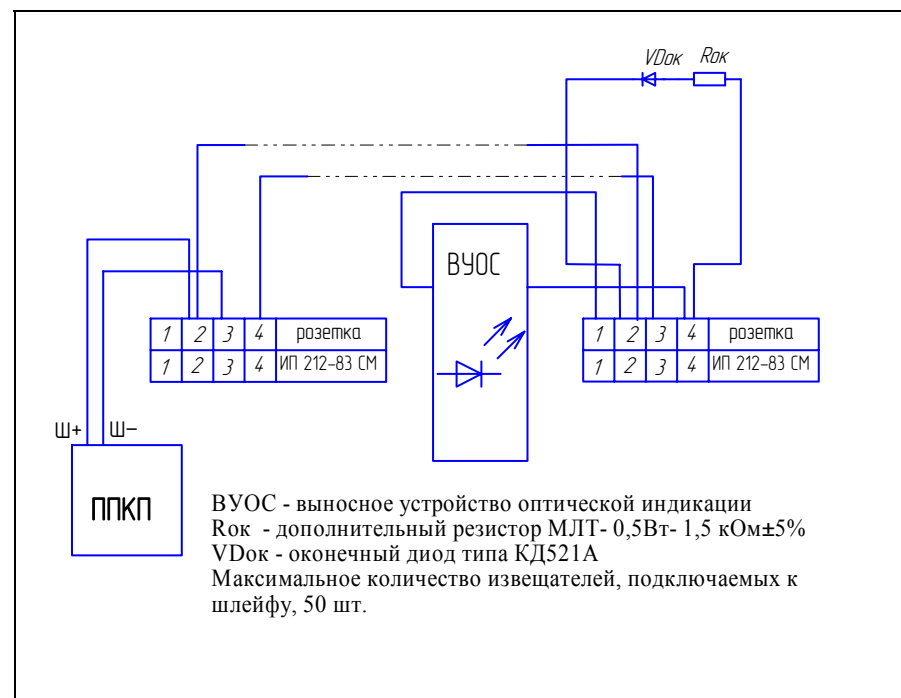 VDок Rок
ВУОС
1 2 3 4 розетка
1 2 3 4 ИП 212-83 СМ
1 2 3 4 розетка
1 2 3 4 ИП 212-83 СМ
Ш+ Ш-
ППКП
ВУОС - выносное устройство оптической индикации
Rок - дополнительный резистор МЛТ- 0,5Вт- 1,5 кОм±5%
VDок - оконечный диод типа КД521А
Максимальное количество извещателей, подключаемых к
шлейфу, 50 шт.